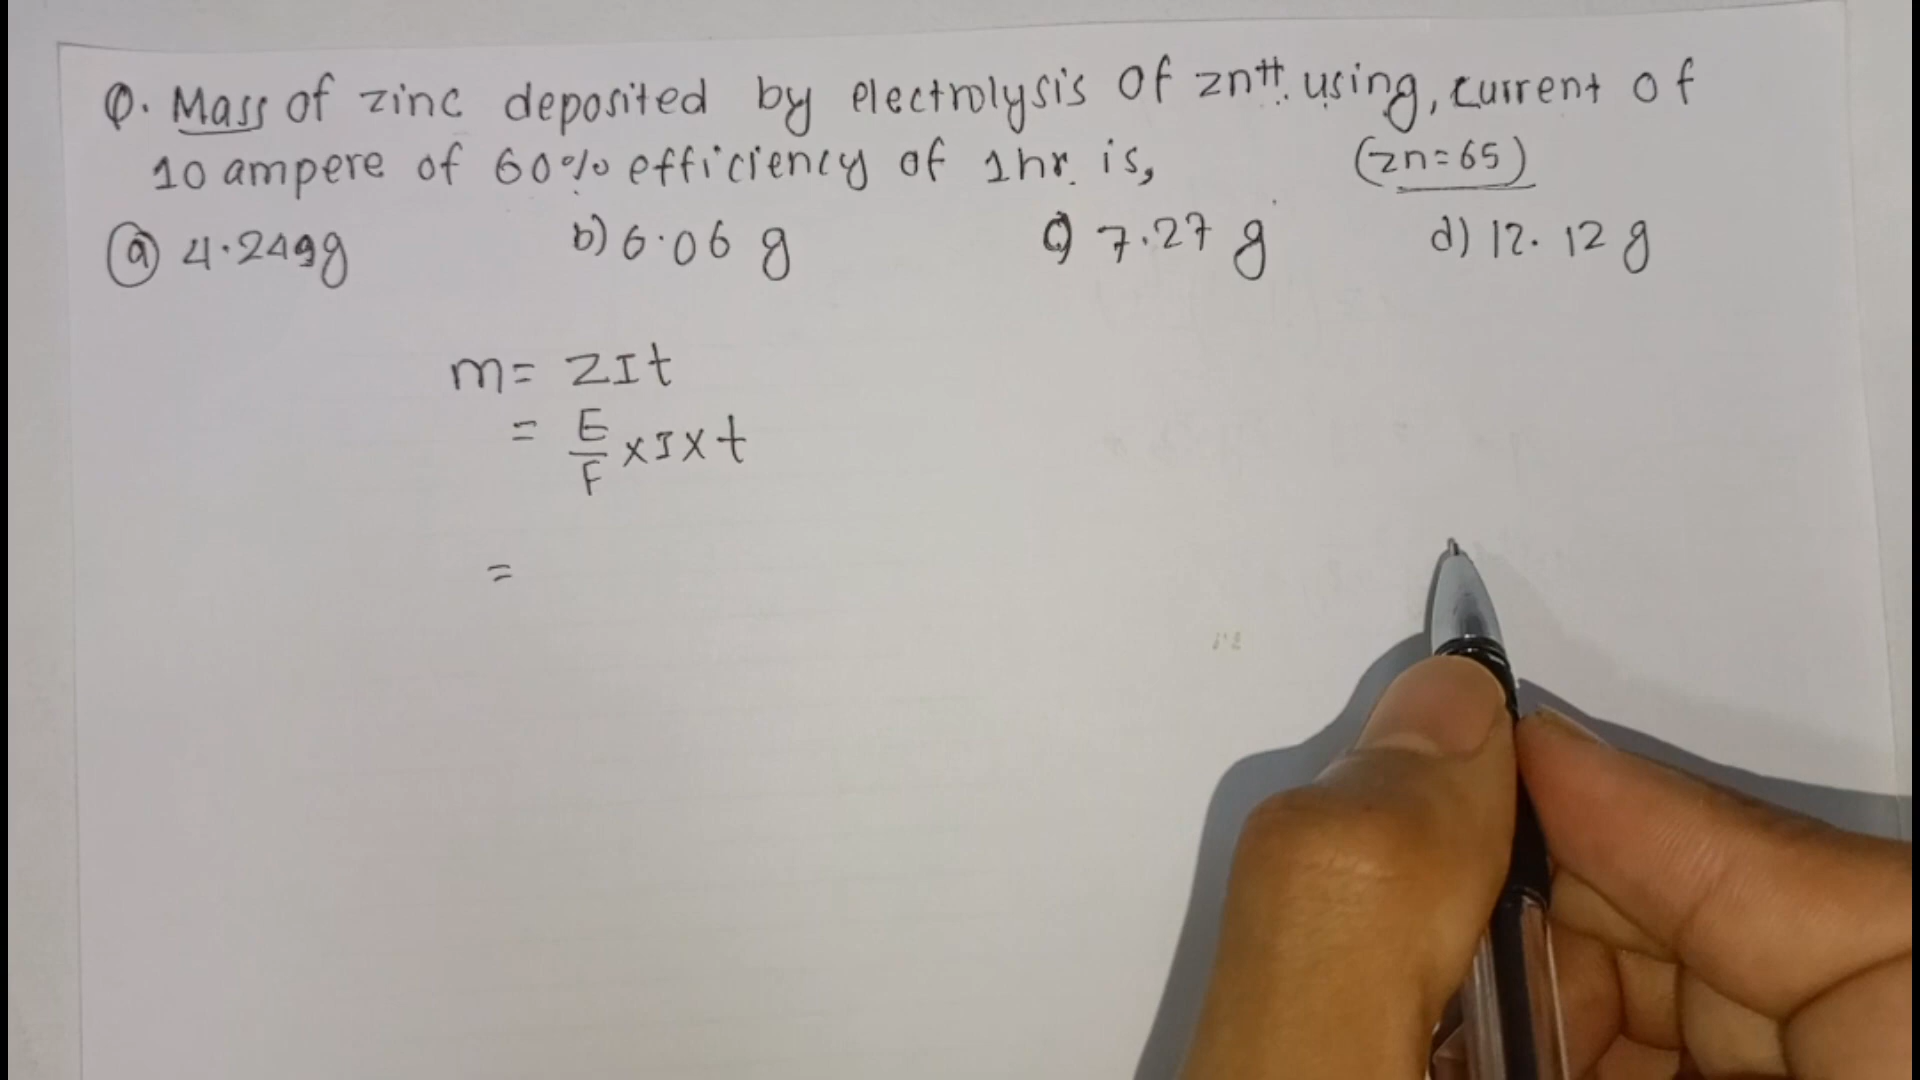 Q. Mass of zinc deposited by electrolysis of zn++ using, current of
10 ampere of 60% efficiency of 1hr. is, (zn=65)
a) 4.249g b) 6.06 g c) 7.27 g d) 12.12 g
m= ZIt
= E/F ×I× t
=